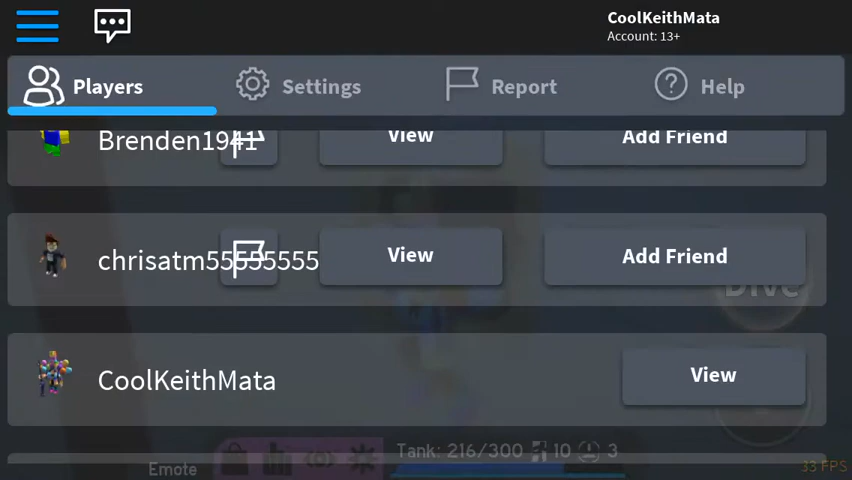 CoolKeithMata
Account: 13+
Players Settings Report Help
Brenden1941 View Add Friend
chrisatm55555555 View Add Friend
DIVE
CoolKeithMata View
Tank: 216/300 10 3
Emote
33 FPS